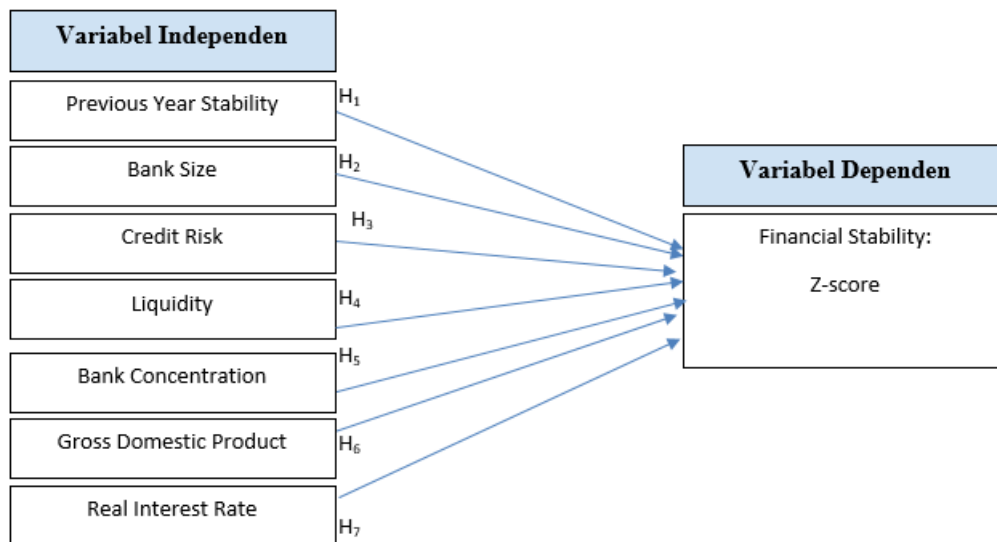 Variabel Independen
Previous Year Stability
H₁
Bank Size
H₂
Credit Risk
H₃
Liquidity
H₄
Bank Concentration
H₅
Gross Domestic Product
H₆
Real Interest Rate
H₇
Variabel Dependen
Financial Stability:
Z-score